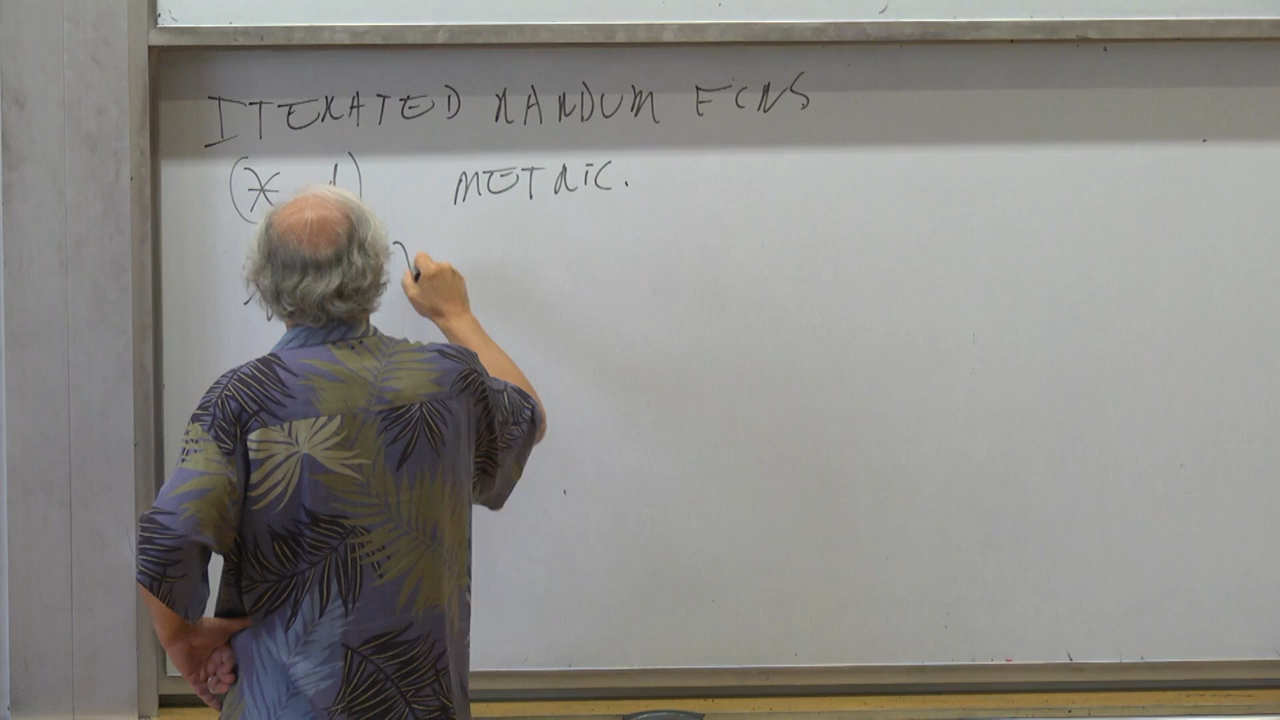 ITERATED RANDOM FCNS
(X d) METRIC.